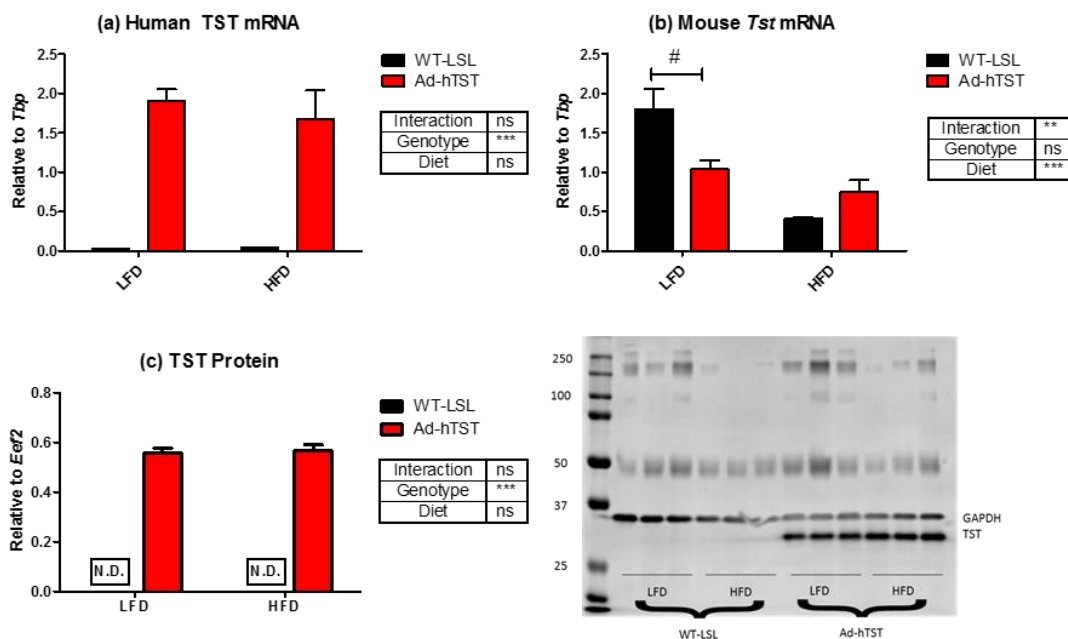 (a) Human TST mRNA
2.5
2.0
1.5
1.0
0.5
0.0
Relative to Tbp
LFD
HFD
WT-LSL
Ad-hTST
Interaction ns
Genotype ***
Diet ns
(b) Mouse Tst mRNA
2.5
2.0
1.5
1.0
0.5
0.0
Relative to Tbp
#
LFD
HFD
WT-LSL
Ad-hTST
Interaction **
Genotype ns
Diet ***
(c) TST Protein
0.8
0.6
0.4
0.2
0.0
Relative to Eef2
N.D.
N.D.
LFD
HFD
WT-LSL
Ad-hTST
Interaction ns
Genotype ***
Diet ns
250
100
50
37
25
GAPDH
TST
LFD HFD LFD HFD
WT-LSL Ad-hTST